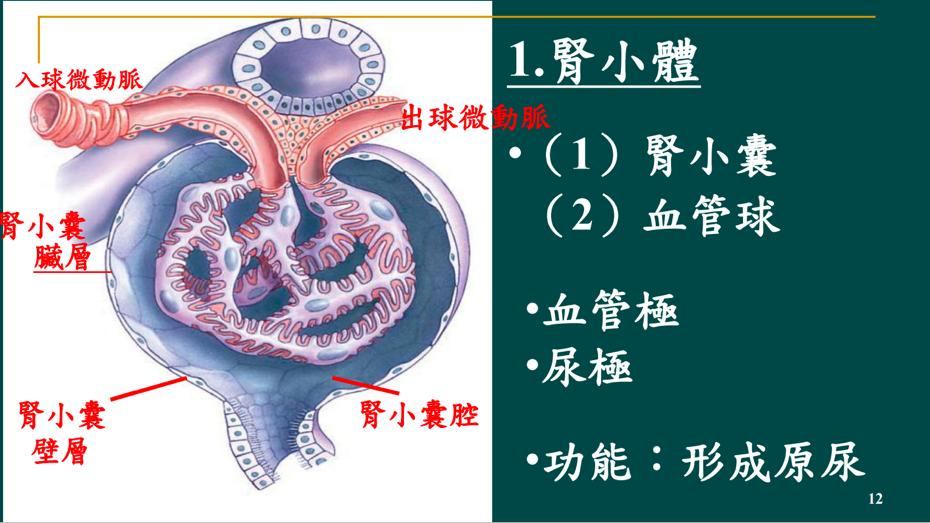 1.腎小體
•（1）腎小囊
（2）血管球
•血管極
•尿極
•功能：形成原尿
入球微動脈
出球微動脈
腎小囊
臟層
腎小囊
壁層
腎小囊腔
12